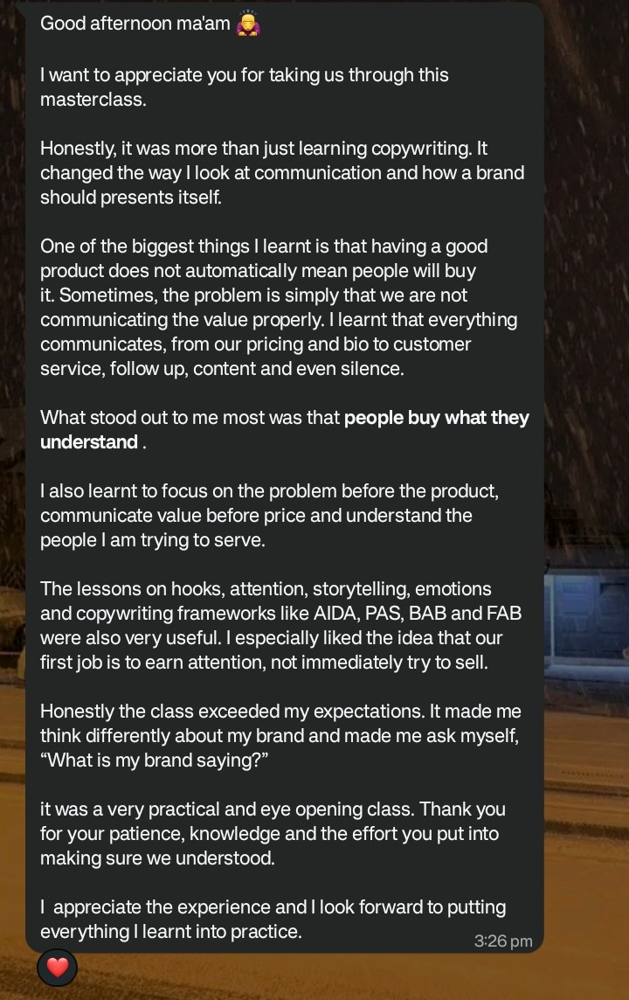 Good afternoon ma'am 🙇‍♀️
I want to appreciate you for taking us through this
masterclass.
Honestly, it was more than just learning copywriting. It
changed the way I look at communication and how a brand
should presents itself.
One of the biggest things I learnt is that having a good
product does not automatically mean people will buy
it. Sometimes, the problem is simply that we are not
communicating the value properly. I learnt that everything
communicates, from our pricing and bio to customer
service, follow up, content and even silence.
What stood out to me most was that people buy what they
understand .
I also learnt to focus on the problem before the product,
communicate value before price and understand the
people I am trying to serve.
The lessons on hooks, attention, storytelling, emotions
and copywriting frameworks like AIDA, PAS, BAB and FAB
were also very useful. I especially liked the idea that our
first job is to earn attention, not immediately try to sell.
Honestly the class exceeded my expectations. It made me
think differently about my brand and made me ask myself,
“What is my brand saying?”
it was a very practical and eye opening class. Thank you
for your patience, knowledge and the effort you put into
making sure we understood.
I  appreciate the experience and I look forward to putting
everything I learnt into practice.
3:26 pm